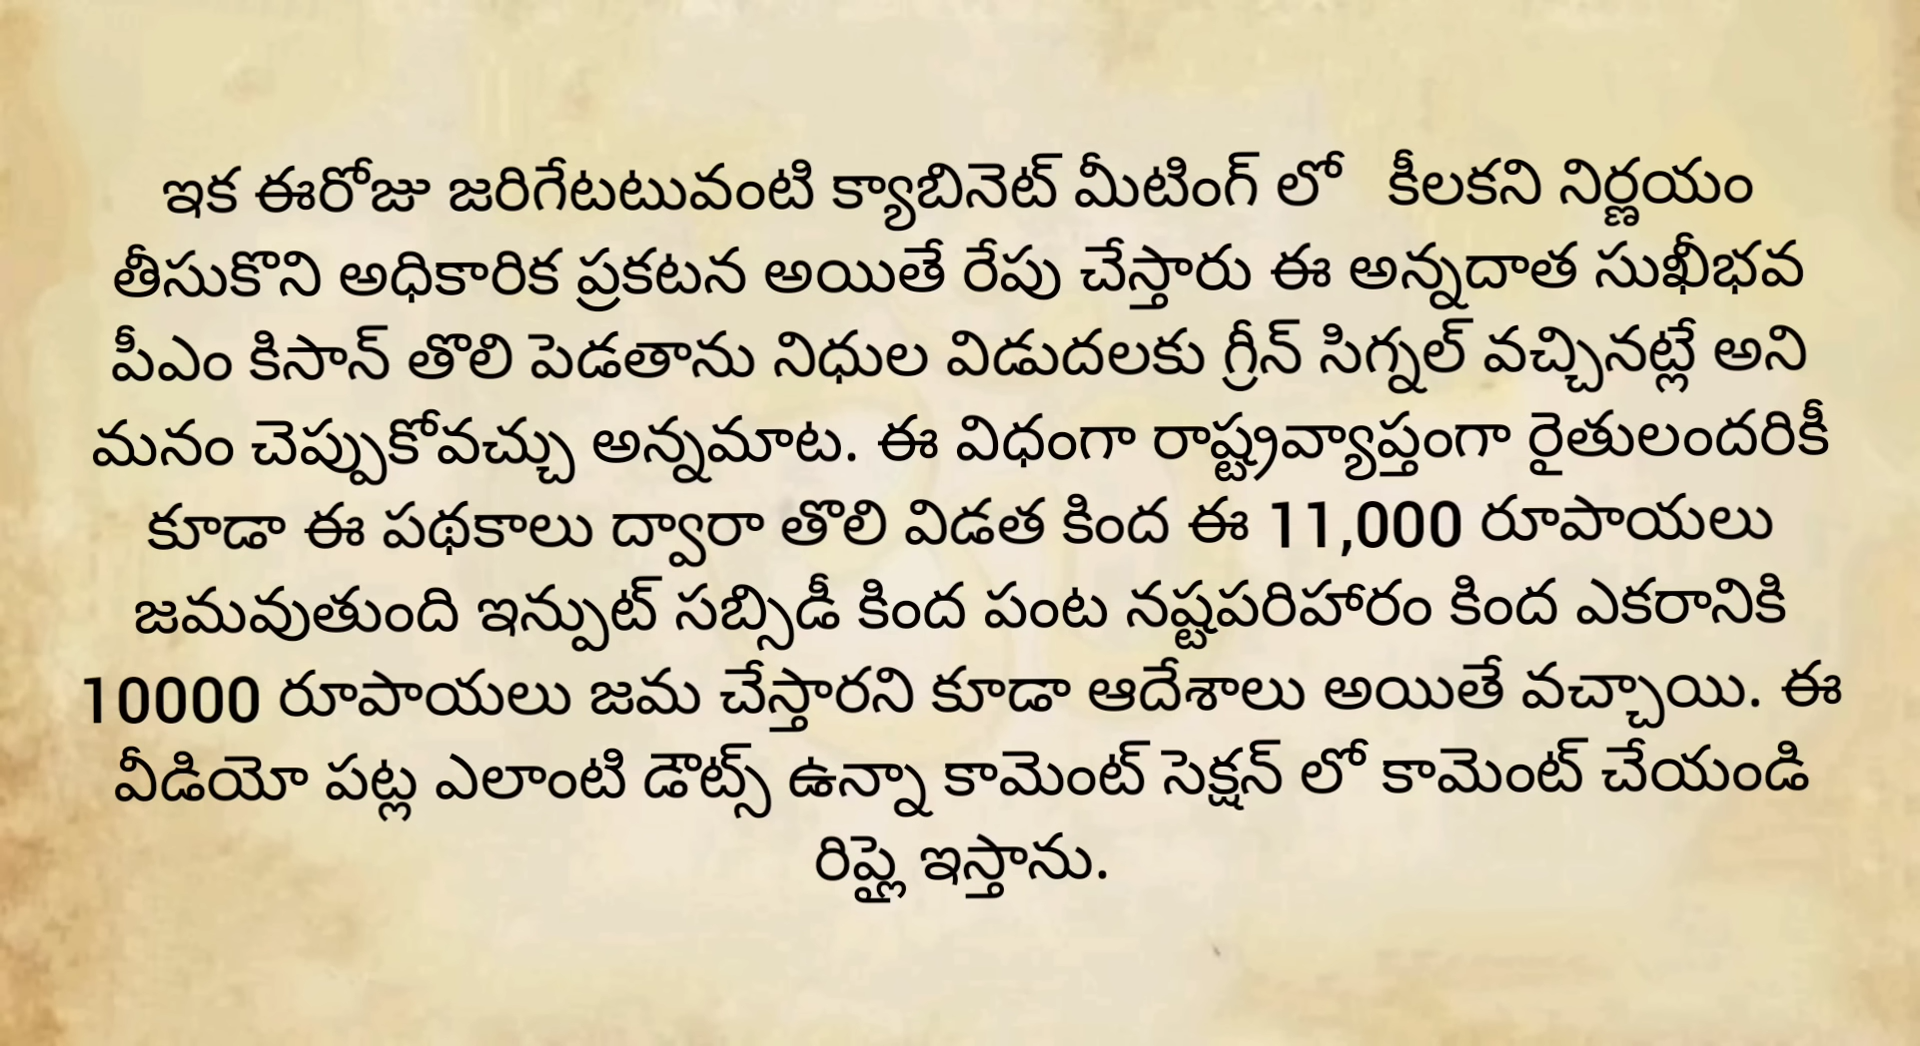 ఇక ఈరోజు జరిగేటటువంటి క్యాబినెట్ మీటింగ్ లో కీలకని నిర్ణయం
తీసుకొని అధికారిక ప్రకటన అయితే రేపు చేస్తారు ఈ అన్నదాత సుఖీభవ
పీఎం కిసాన్ తొలి పెడతాను నిధుల విడుదలకు గ్రీన్ సిగ్నల్ వచ్చినట్లే అని
మనం చెప్పుకోవచ్చు అన్నమాట. ఈ విధంగా రాష్ట్రవ్యాప్తంగా రైతులందరికీ
కూడా ఈ పథకాలు ద్వారా తొలి విడత కింద ఈ 11,000 రూపాయలు
జమవుతుంది ఇన్పుట్ సబ్సిడీ కింద పంట నష్టపరిహారం కింద ఎకరానికి
10000 రూపాయలు జమ చేస్తారని కూడా ఆదేశాలు అయితే వచ్చాయి. ఈ
వీడియో పట్ల ఎలాంటి డౌట్స్ ఉన్నా కామెంట్ సెక్షన్ లో కామెంట్ చేయండి
రిప్లై ఇస్తాను.